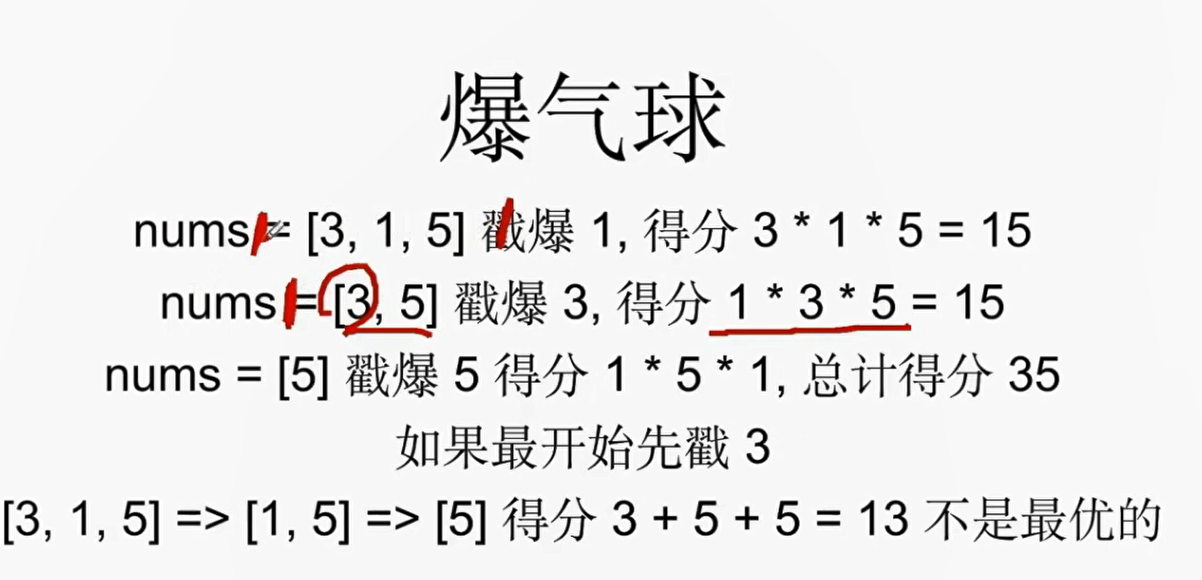 爆气球
nums = [3, 1, 5] 戳爆 1, 得分 3 * 1 * 5 = 15
nums = [3, 5] 戳爆 3, 得分 1 * 3 * 5 = 15
nums = [5] 戳爆 5 得分 1 * 5 * 1, 总计得分 35
如果最开始先戳 3
[3, 1, 5] => [1, 5] => [5] 得分 3 + 5 + 5 = 13 不是最优的